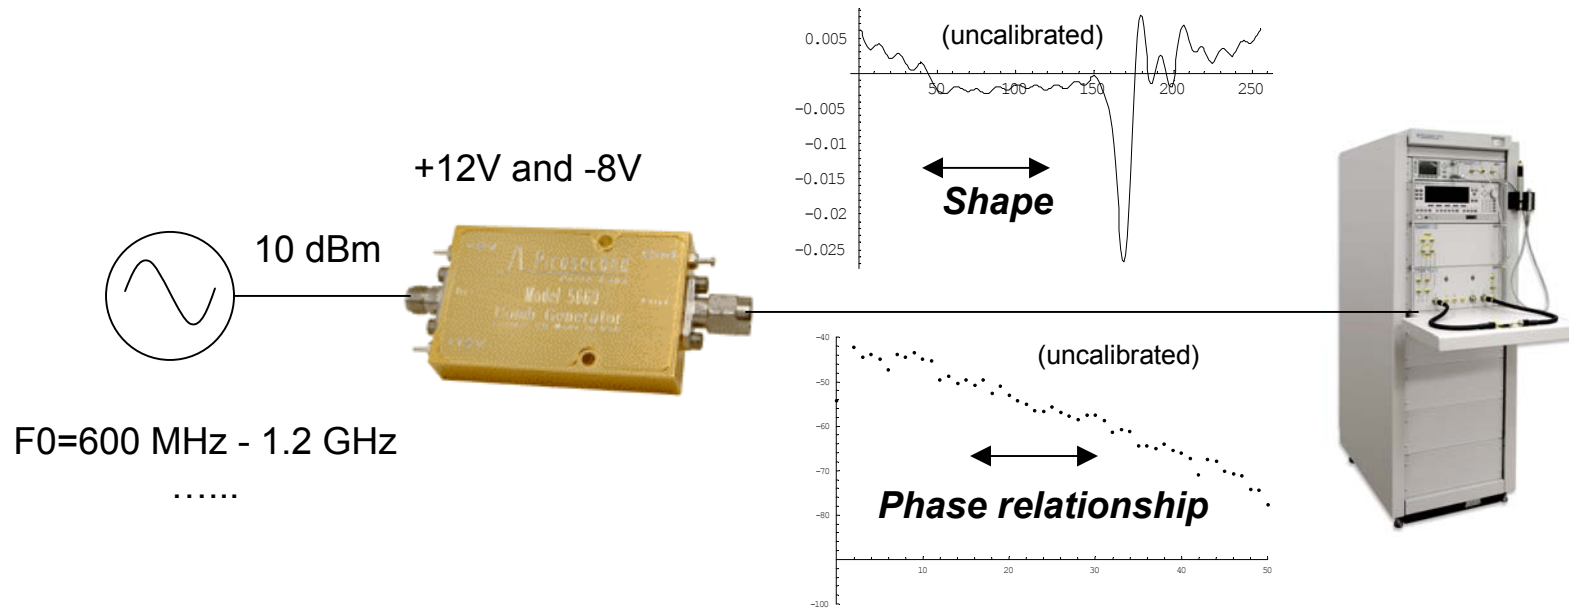 0.005
(uncalibrated)
50
100
150
200
250
-0.005
-0.01
-0.015
-0.02
-0.025
Shape
+12V and -8V
10 dBm
Picosecond
Model 5600
Comb Generator
F0=600 MHz - 1.2 GHz
…...
-40
(uncalibrated)
-50
-60
-70
Phase relationship
-80
10
20
30
40
50
-100